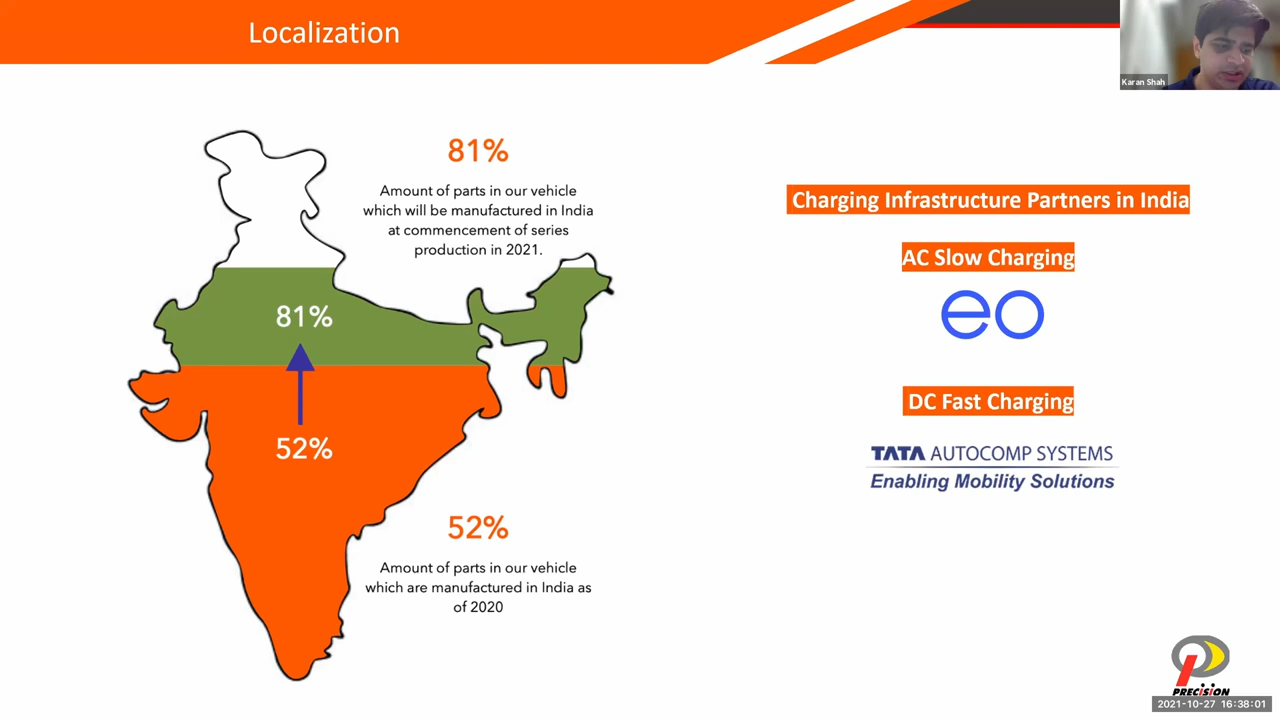 Localization
Karan Shah
81%
Amount of parts in our vehicle
which will be manufactured in India
at commencement of series
production in 2021.
81%
52%
52%
Amount of parts in our vehicle
which are manufactured in India as
of 2020
Charging Infrastructure Partners in India
AC Slow Charging
eo
DC Fast Charging
TATA AUTOCOMP SYSTEMS
Enabling Mobility Solutions
PRECISION
2021-10-27 16:38:01